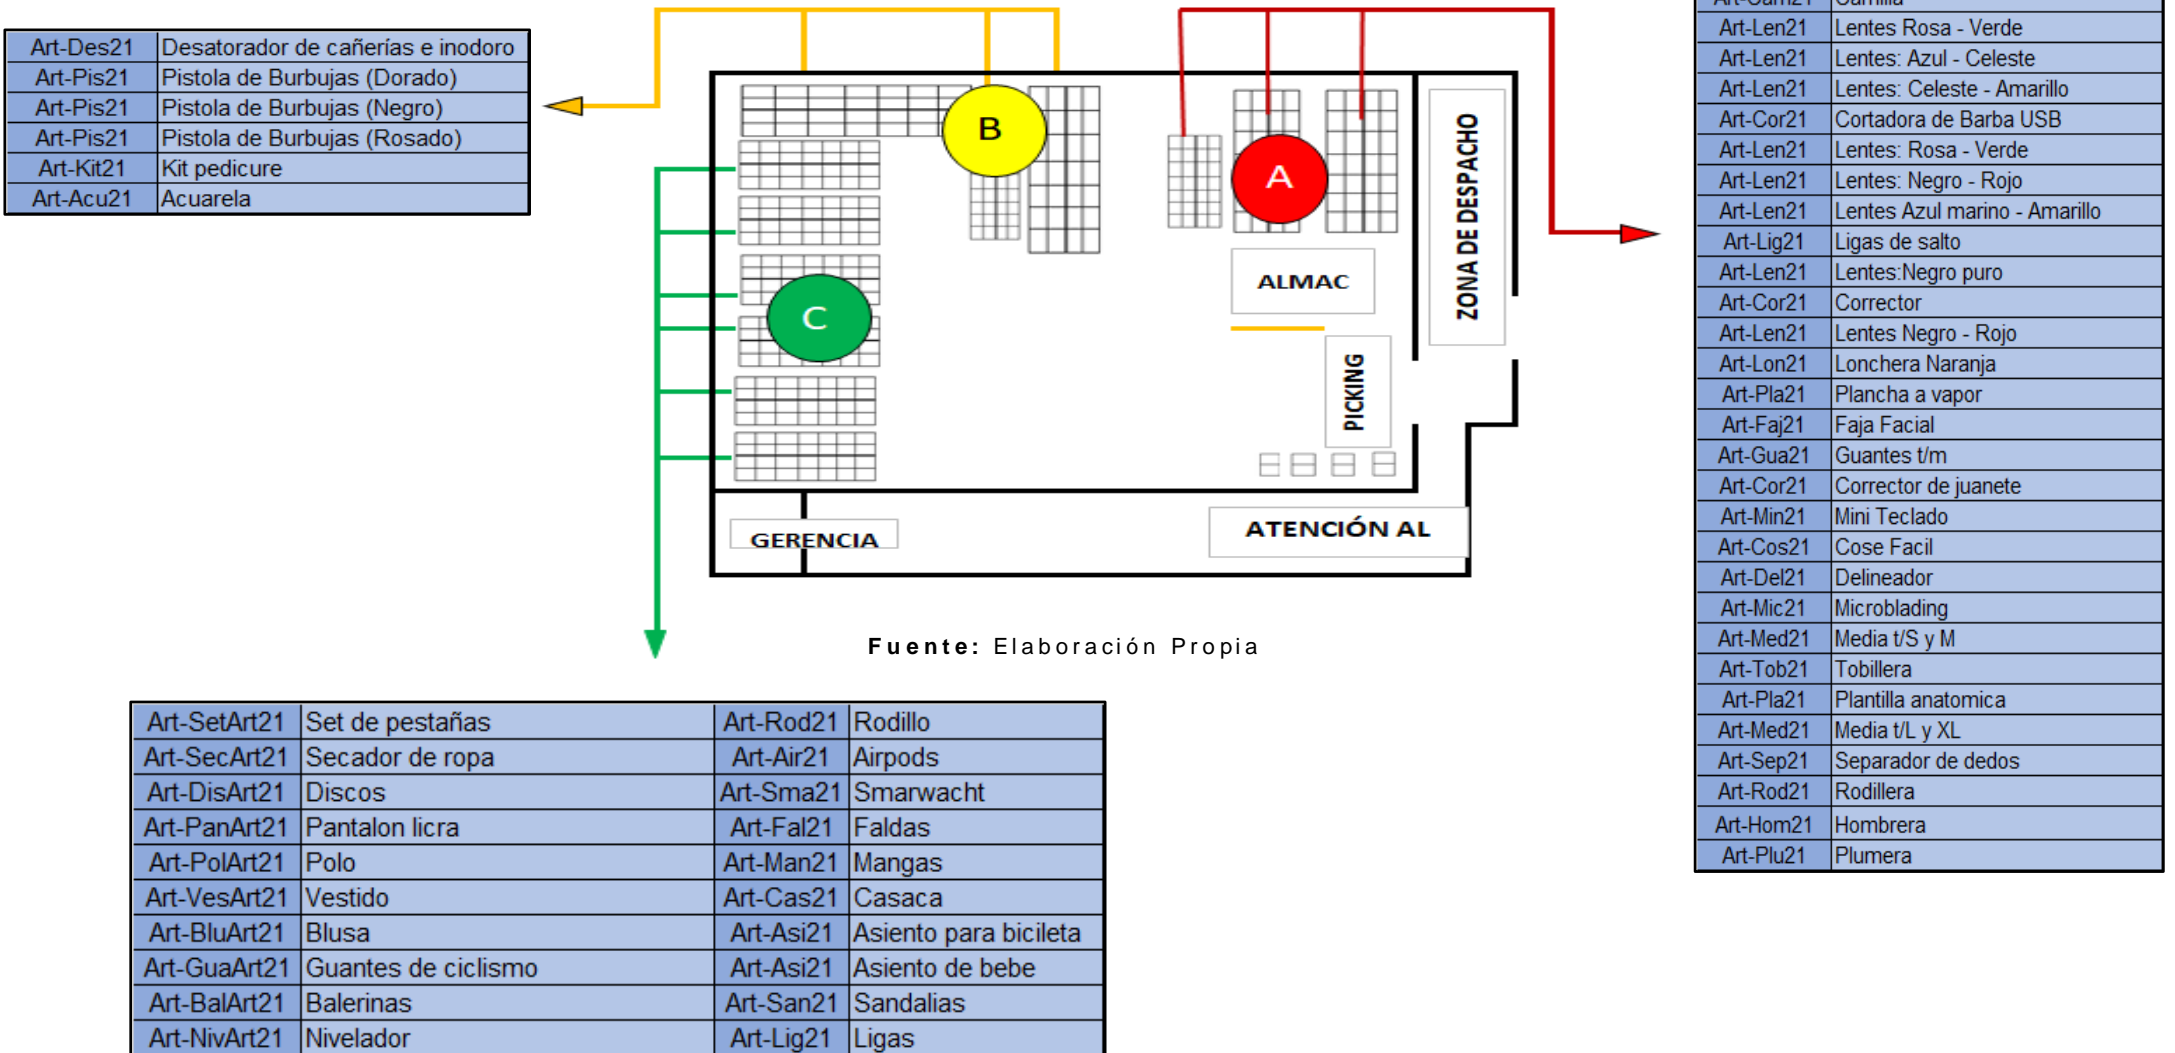 Art-Des21 Desatorador de cañerías e inodoro
Art-Pis21 Pistola de Burbujas (Dorado)
Art-Pis21 Pistola de Burbujas (Negro)
Art-Pis21 Pistola de Burbujas (Rosado)
Art-Kit21 Kit pedicure
Art-Acu21 Acuarela
B
A
C
ALMAC
PICKING
ZONA DE DESPACHO
GERENCIA
ATENCIÓN AL
Fuente: Elaboración Propia
Art-Len21 Lentes Rosa - Verde
Art-Len21 Lentes: Azul - Celeste
Art-Len21 Lentes: Celeste - Amarillo
Art-Cor21 Cortadora de Barba USB
Art-Len21 Lentes: Rosa - Verde
Art-Len21 Lentes: Negro - Rojo
Art-Len21 Lentes Azul marino - Amarillo
Art-Lig21 Ligas de salto
Art-Len21 Lentes:Negro puro
Art-Cor21 Corrector
Art-Len21 Lentes Negro - Rojo
Art-Lon21 Lonchera Naranja
Art-Pla21 Plancha a vapor
Art-Faj21 Faja Facial
Art-Gua21 Guantes t/m
Art-Cor21 Corrector de juanete
Art-Min21 Mini Teclado
Art-Cos21 Cose Facil
Art-Del21 Delineador
Art-Mic21 Microblading
Art-Med21 Media t/S y M
Art-Tob21 Tobillera
Art-Pla21 Plantilla anatomica
Art-Med21 Media t/L y XL
Art-Sep21 Separador de dedos
Art-Rod21 Rodillera
Art-Hom21 Hombrera
Art-Plu21 Plumera
Art-SetArt21 Set de pestañas Art-Rod21 Rodillo
Art-SecArt21 Secador de ropa Art-Air21 Airpods
Art-DisArt21 Discos Art-Sma21 Smarwacht
Art-PanArt21 Pantalon licra Art-Fal21 Faldas
Art-PolArt21 Polo Art-Man21 Mangas
Art-VesArt21 Vestido Art-Cas21 Casaca
Art-BluArt21 Blusa Art-Asi21 Asiento para bicileta
Art-GuaArt21 Guantes de ciclismo Art-Asi21 Asiento de bebe
Art-BalArt21 Balerinas Art-San21 Sandalias
Art-NivArt21 Nivelador Art-Lig21 Ligas